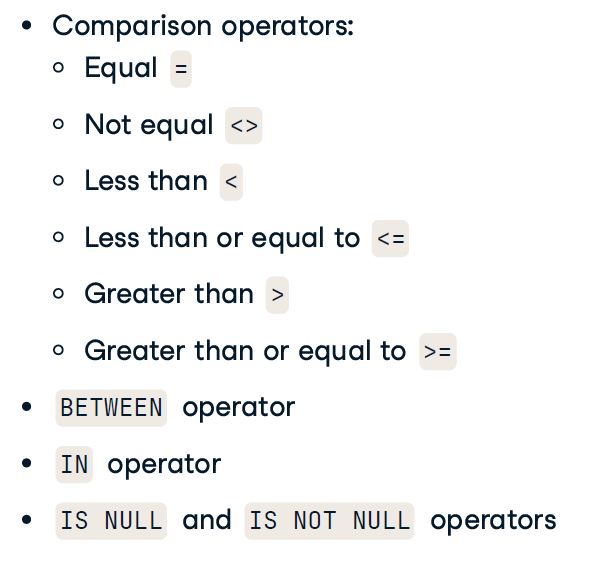 • Comparison operators:
○ Equal =
○ Not equal <>
○ Less than <
○ Less than or equal to <=
○ Greater than >
○ Greater than or equal to >=
• BETWEEN operator
• IN operator
• IS NULL and IS NOT NULL operators